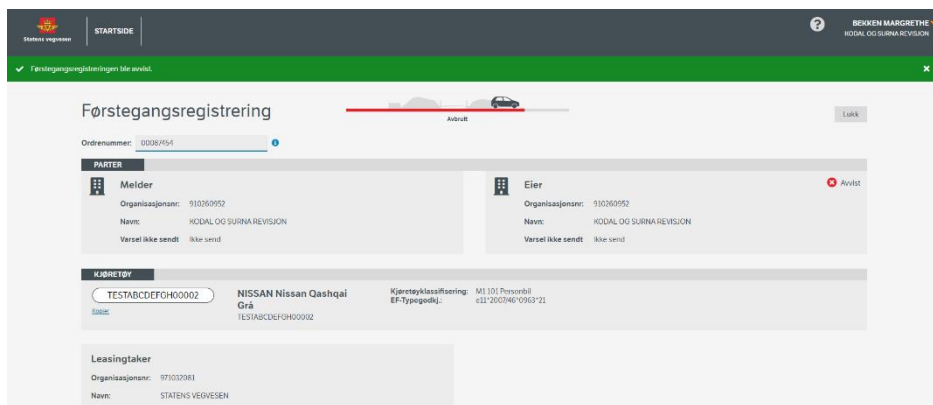 Statens vegvesen
STARTSIDE
?
BEKKEN MARGRETHE
KODAL OG SURNA REVISJON
Førstegangsregistreringen ble avvist.
Førstegangsregistrering
Avbrutt
Lukk
Ordrenummer: 00087454
PARTER
Melder
Organisasjonsnr: 910260952
Navn: KODAL OG SURNA REVISJON
Varsel ikke sendt Ikke send
Eier
Avvist
Organisasjonsnr: 910260952
Navn: KODAL OG SURNA REVISJON
Varsel ikke sendt Ikke send
KJØRETØY
TESTABCDEFGH00002
Kopier
NISSAN Nissan Qashqai
Grå
TESTABCDEFGH00002
Kjøretøyklassifisering: M1 101 Personbil
EF-Typegodkj.: e11*2007/46*0963*21
Leasingtaker
Organisasjonsnr: 971032081
Navn: STATENS VEGVESEN